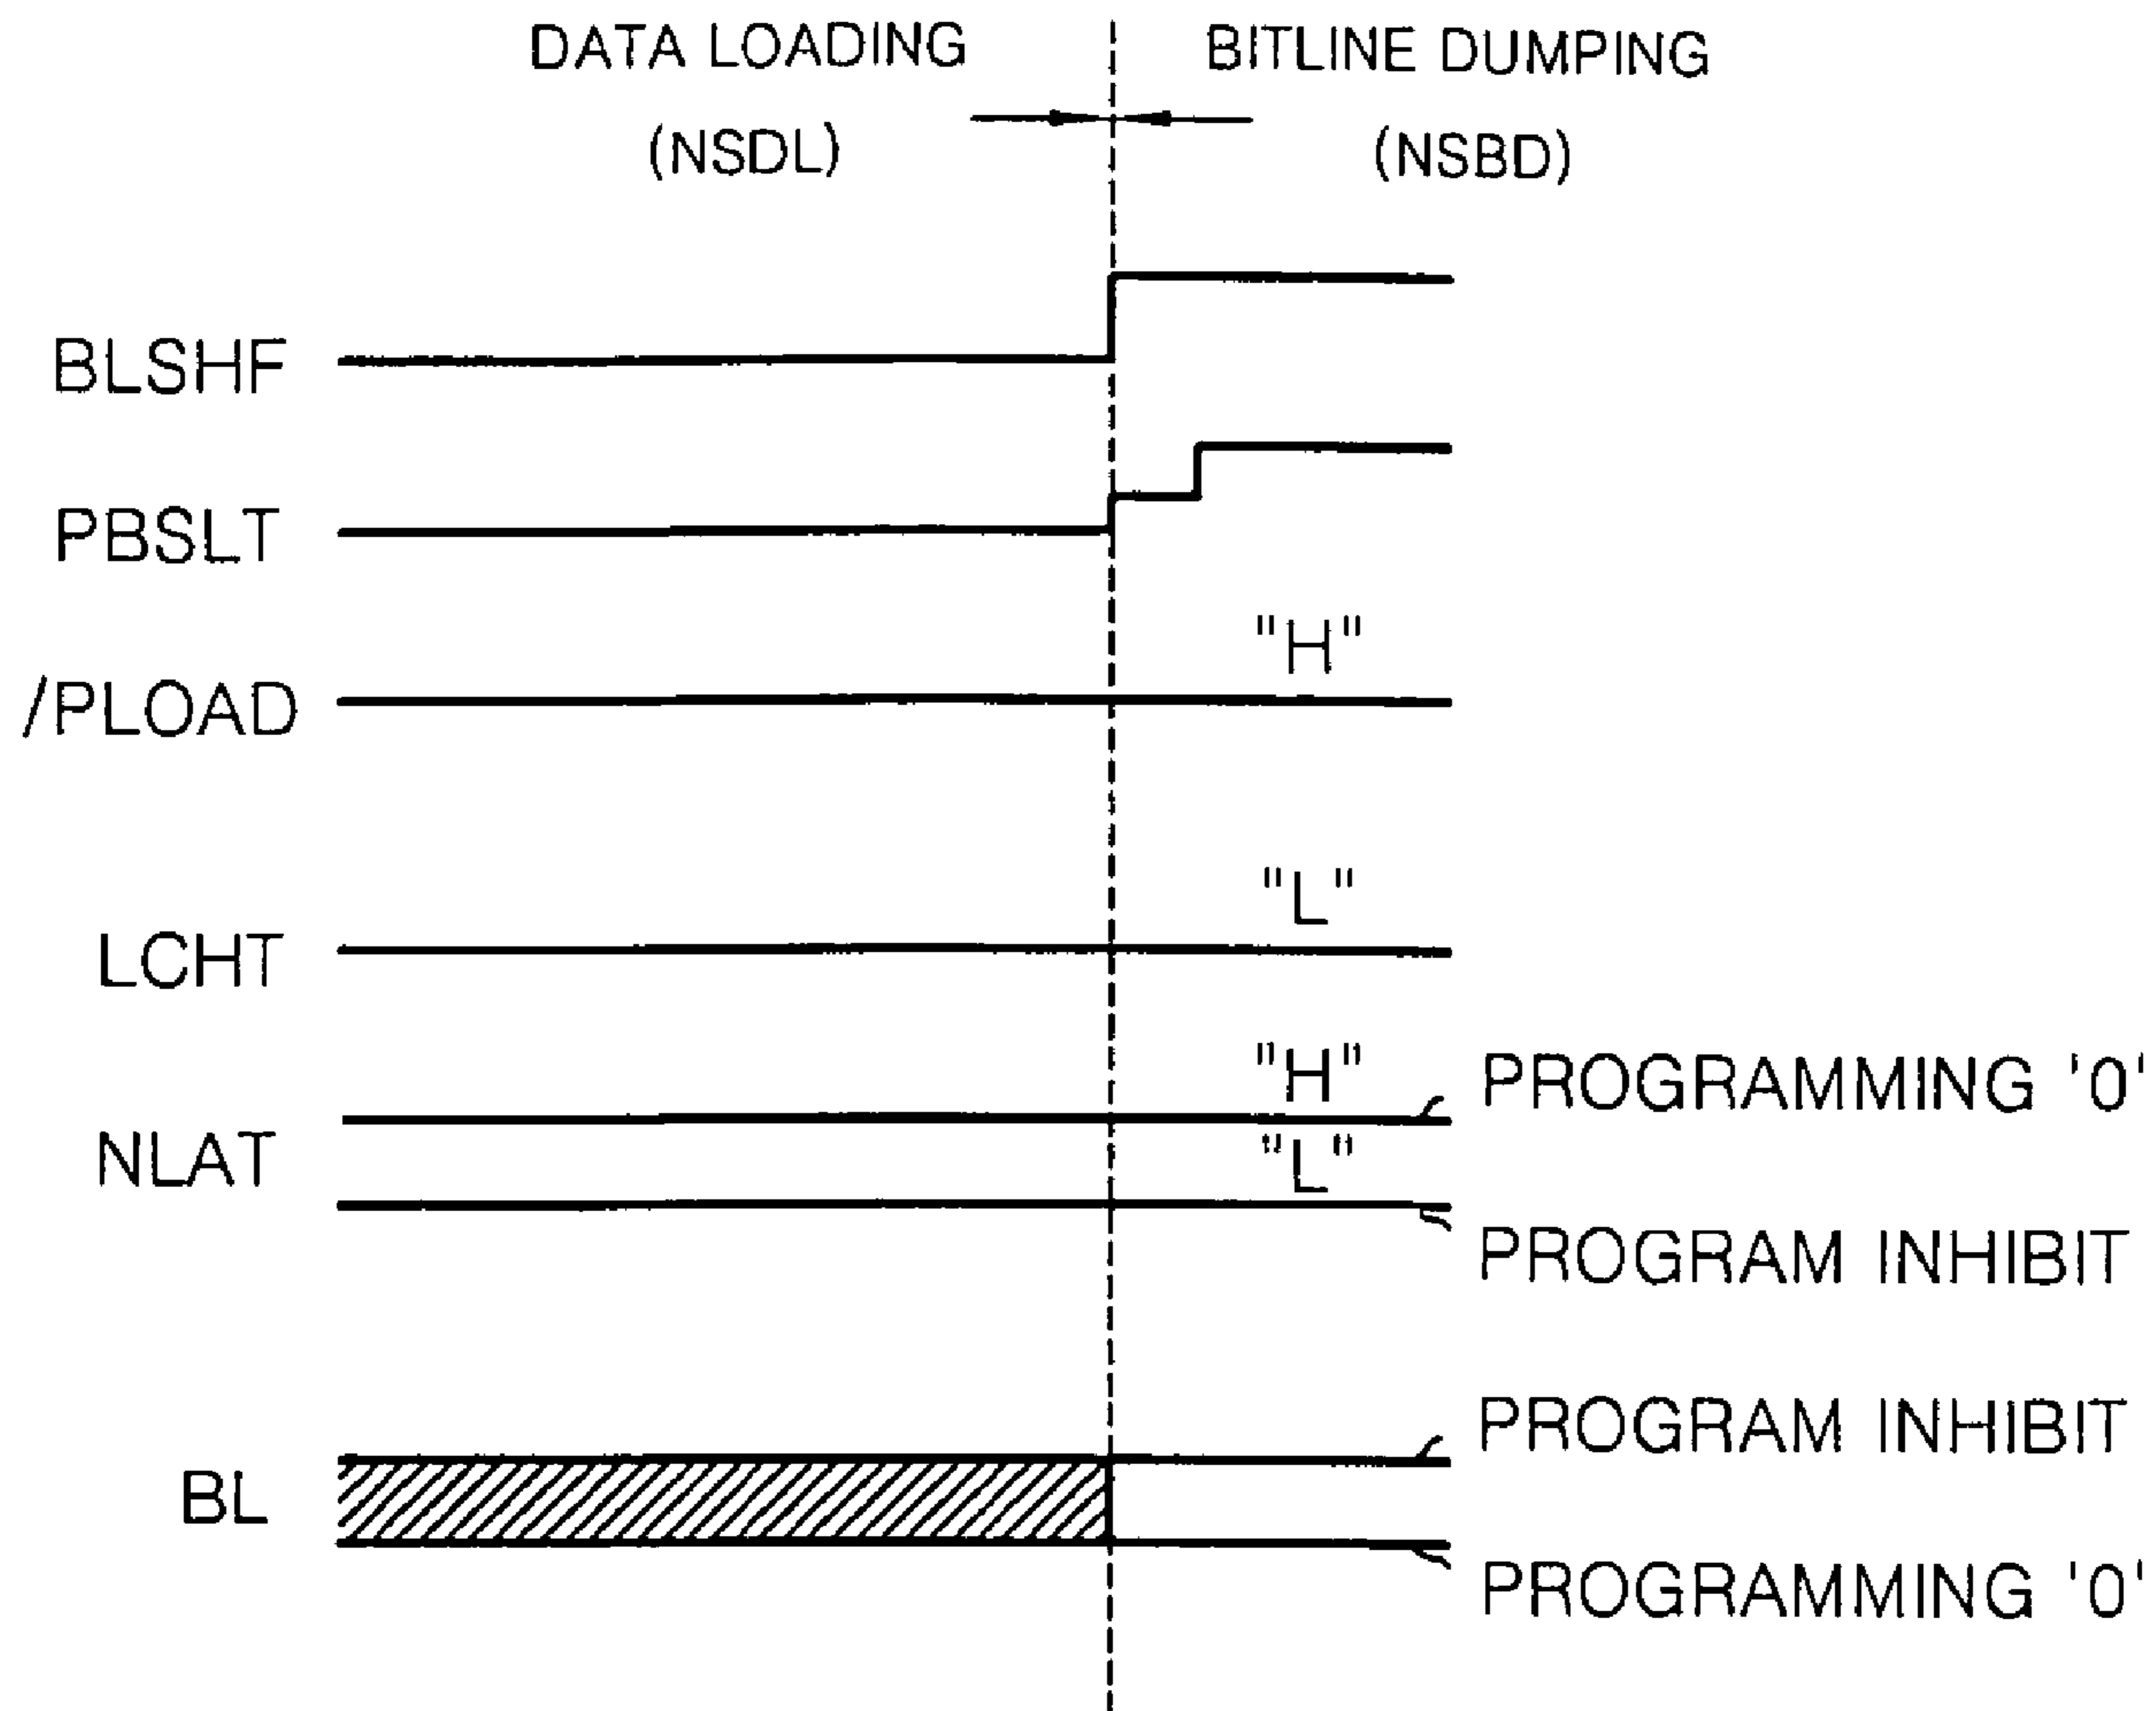 DATA LOADING
(NSDL)
BITLINE DUMPING
(NSBD)
BLSHF
PBSLT
"H"
/PLOAD
"L"
LCHT
"H"
PROGRAMMING '0'
NLAT
"L"
PROGRAM INHIBIT
PROGRAM INHIBIT
BL
PROGRAMMING '0'